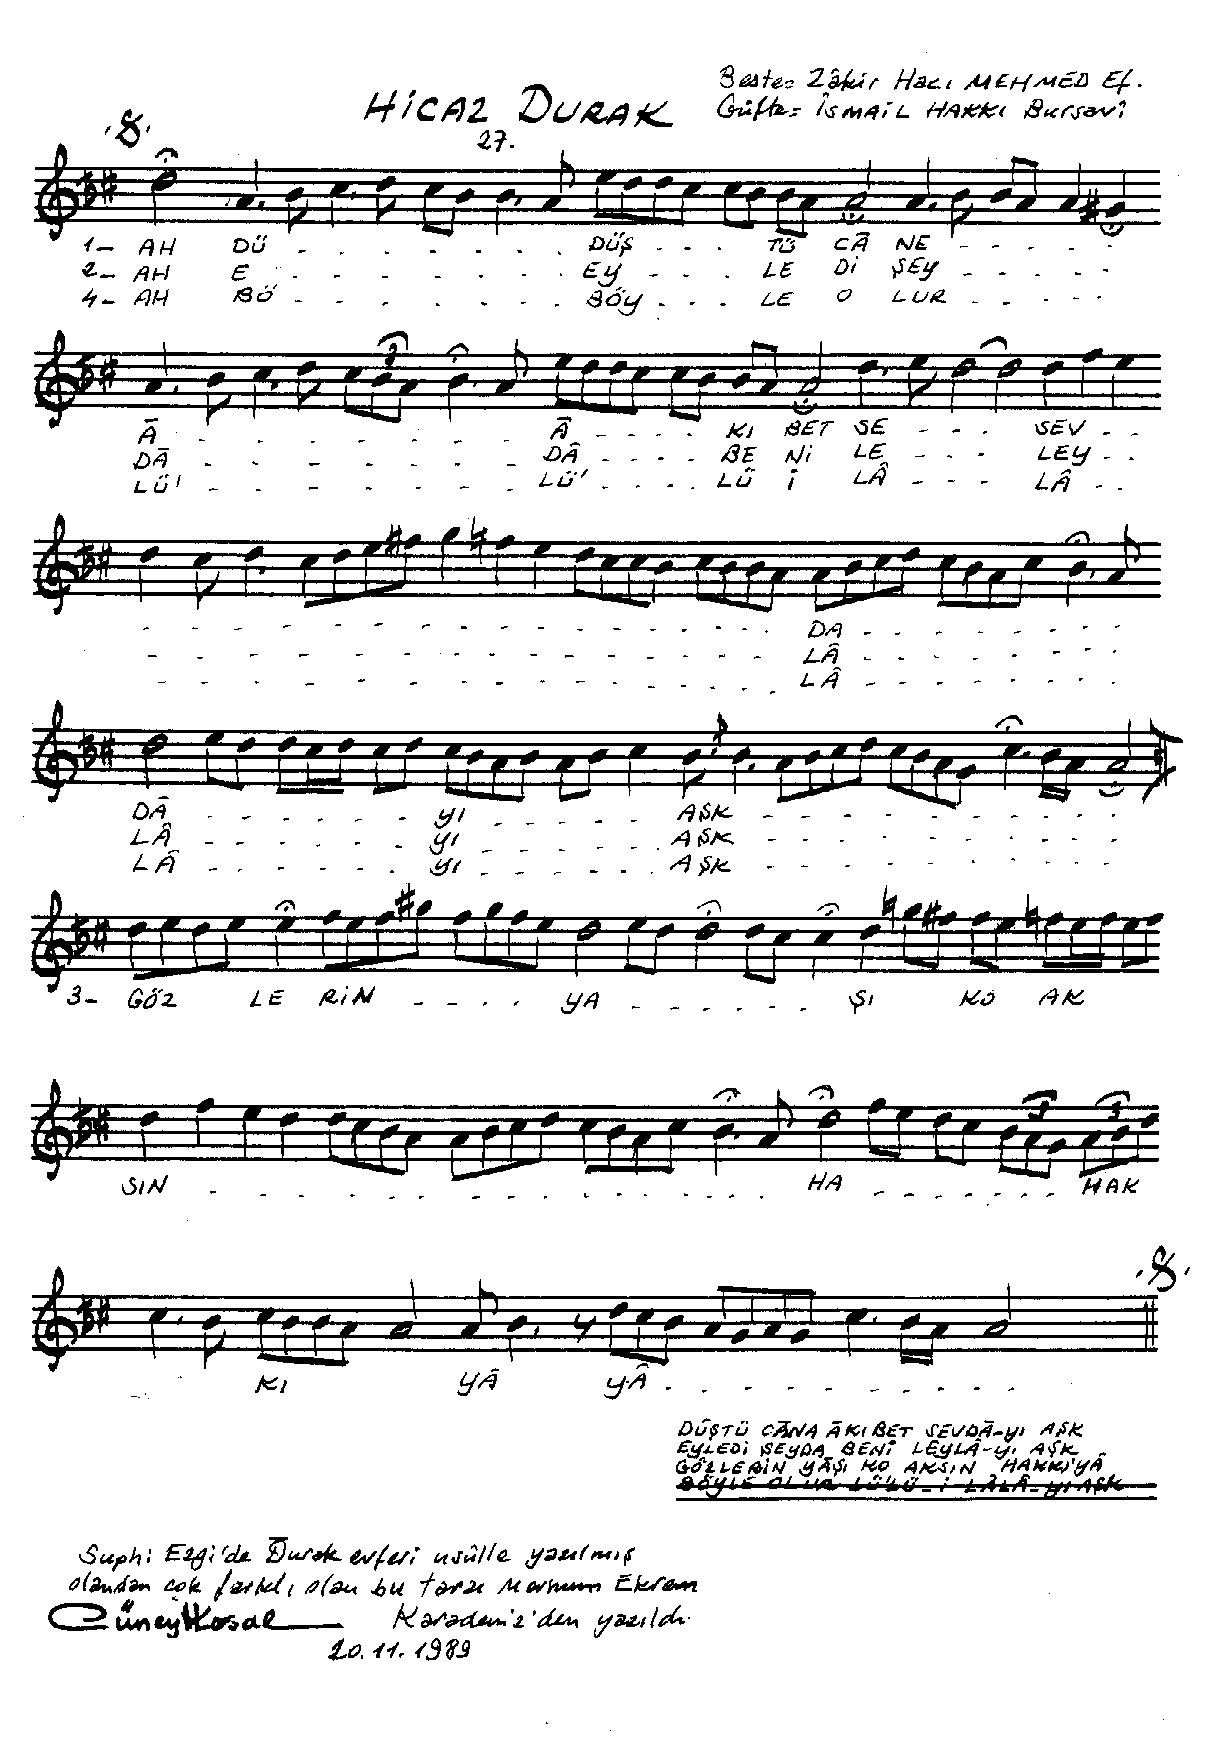 HİCAZ DURAK
27.
Beste= Zâkir Hacı MEHMED Ef.
Güfte= İSMAİL HAKKI Bursavî
1- AH DÜ - - - - - - - DÜŞ - - - TÜ CÂ NE - - - - -
2- AH E - - - - - - - EY - - - LE Dİ ŞEY - - - - -
4- AH BÖ - - - - - - - BÖY - - - LE O LUR - - - - -
Â - - - - - - - Â - - - - KI BET SE - - - SEV - -
DÂ - - - - - - - DÂ - - - - BE Nİ LE - - - LEY - -
LÜ' - - - - - - - LÜ' - - - - LÜ İ LÂ - - - LÂ - -
- - - - - - - - - - - - - - - - DA - - - - - - -
- - - - - - - - - - - - - - - - LÂ - - - - - - -
- - - - - - - - - - - - - - - - LÂ - - - - - - -
DÂ - - - - - - - YI - - - - - AŞK - - - - - - - - - -
LÂ - - - - - - - YI - - - - - AŞK - - - - - - - - - -
LÂ - - - - - - - YI - - - - - AŞK - - - - - - - - - -
3- GÖZ LE RİN - - - - YA - - - - - - ŞI KO AK
SIN - - - - - - - - - - - - - - - HA - - - - - - HAK
KI YÂ YÂ - - - - - - - - -
DÜŞTÜ CÂNA ÂKIBET SEVDÂ-YI AŞK
EYLEDİ ŞEYDA BENİ LEYLÂ-YI AŞK
GÖZLERİN YÂŞI KO AKSIN HAKKI'YÂ
BÖYLE OLUR LÜLÜ-İ LÂLÂ-YI AŞK
Suphi Ezgi'de Durak evferi usûlle yazılmış
olandan çok farklı olan bu tarzı Merhum Ekrem
Karadeniz'den yazıldı.
Cüneyt Kosal
20.11.1989